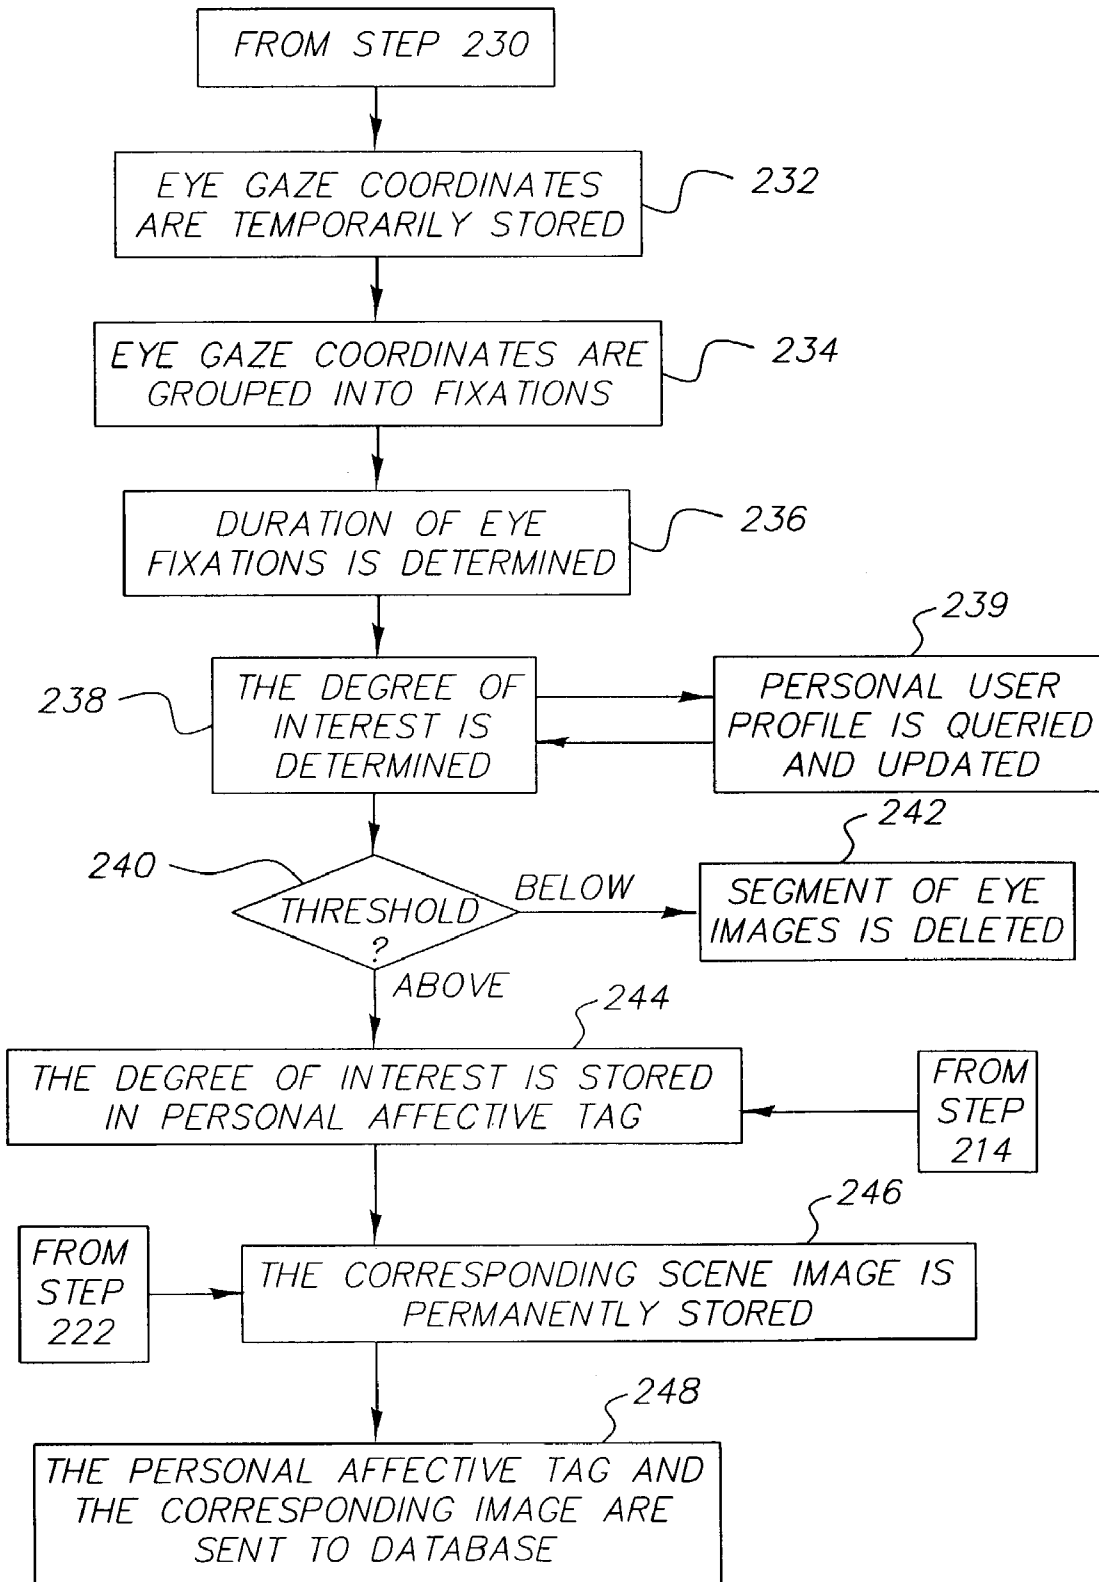 FROM STEP 230
EYE GAZE COORDINATES
ARE TEMPORARILY STORED
232
EYE GAZE COORDINATES ARE
GROUPED INTO FIXATIONS
234
DURATION OF EYE
FIXATIONS IS DETERMINED
236
238
THE DEGREE OF
INTEREST IS
DETERMINED
239
PERSONAL USER
PROFILE IS QUERIED
AND UPDATED
240
THRESHOLD
?
BELOW
242
SEGMENT OF EYE
IMAGES IS DELETED
ABOVE
244
THE DEGREE OF INTEREST IS STORED
IN PERSONAL AFFECTIVE TAG
FROM
STEP
214
246
FROM
STEP
222
THE CORRESPONDING SCENE IMAGE IS
PERMANENTLY STORED
248
THE PERSONAL AFFECTIVE TAG AND
THE CORRESPONDING IMAGE ARE
SENT TO DATABASE